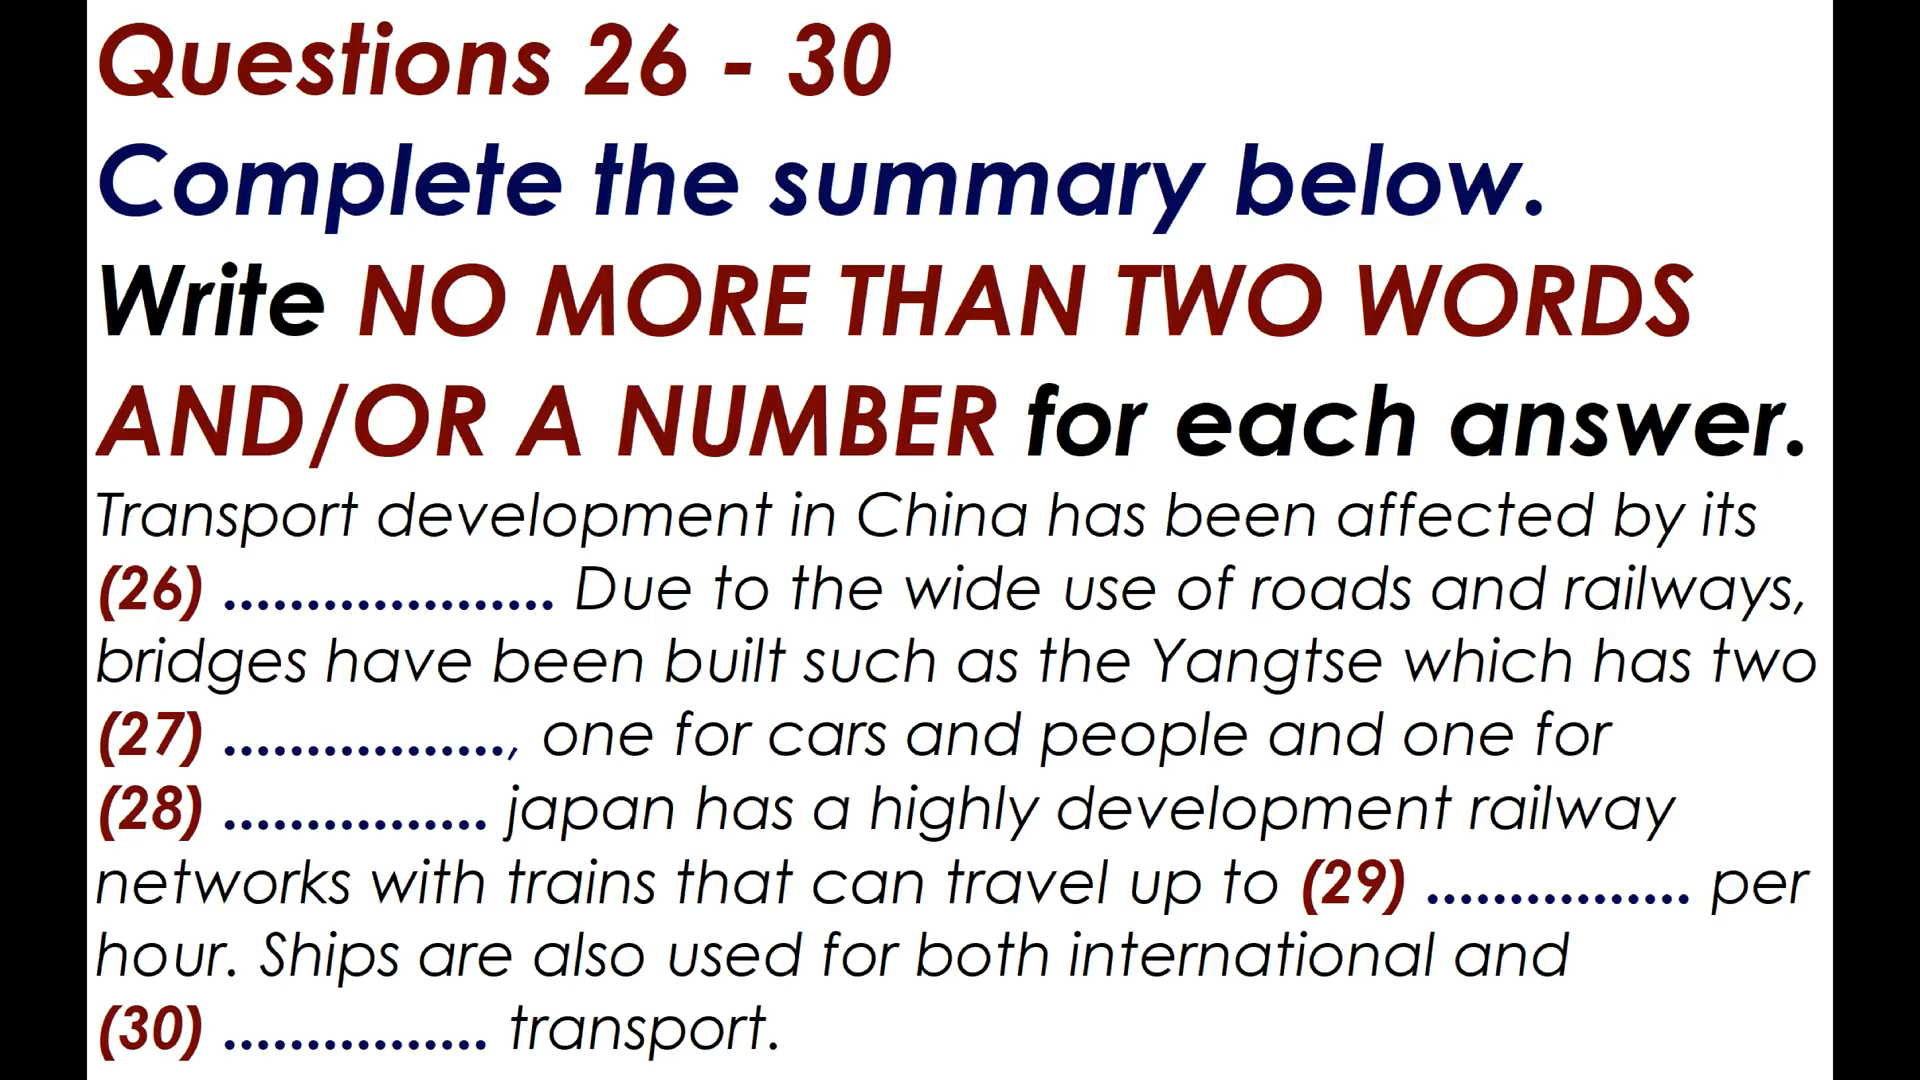 Questions 26 - 30
Complete the summary below.
Write NO MORE THAN TWO WORDS
AND/OR A NUMBER for each answer.
Transport development in China has been affected by its
(26) .................... Due to the wide use of roads and railways,
bridges have been built such as the Yangtse which has two
(27) ................., one for cars and people and one for
(28) ................ japan has a highly development railway
networks with trains that can travel up to (29) ................ per
hour. Ships are also used for both international and
(30) ................ transport.